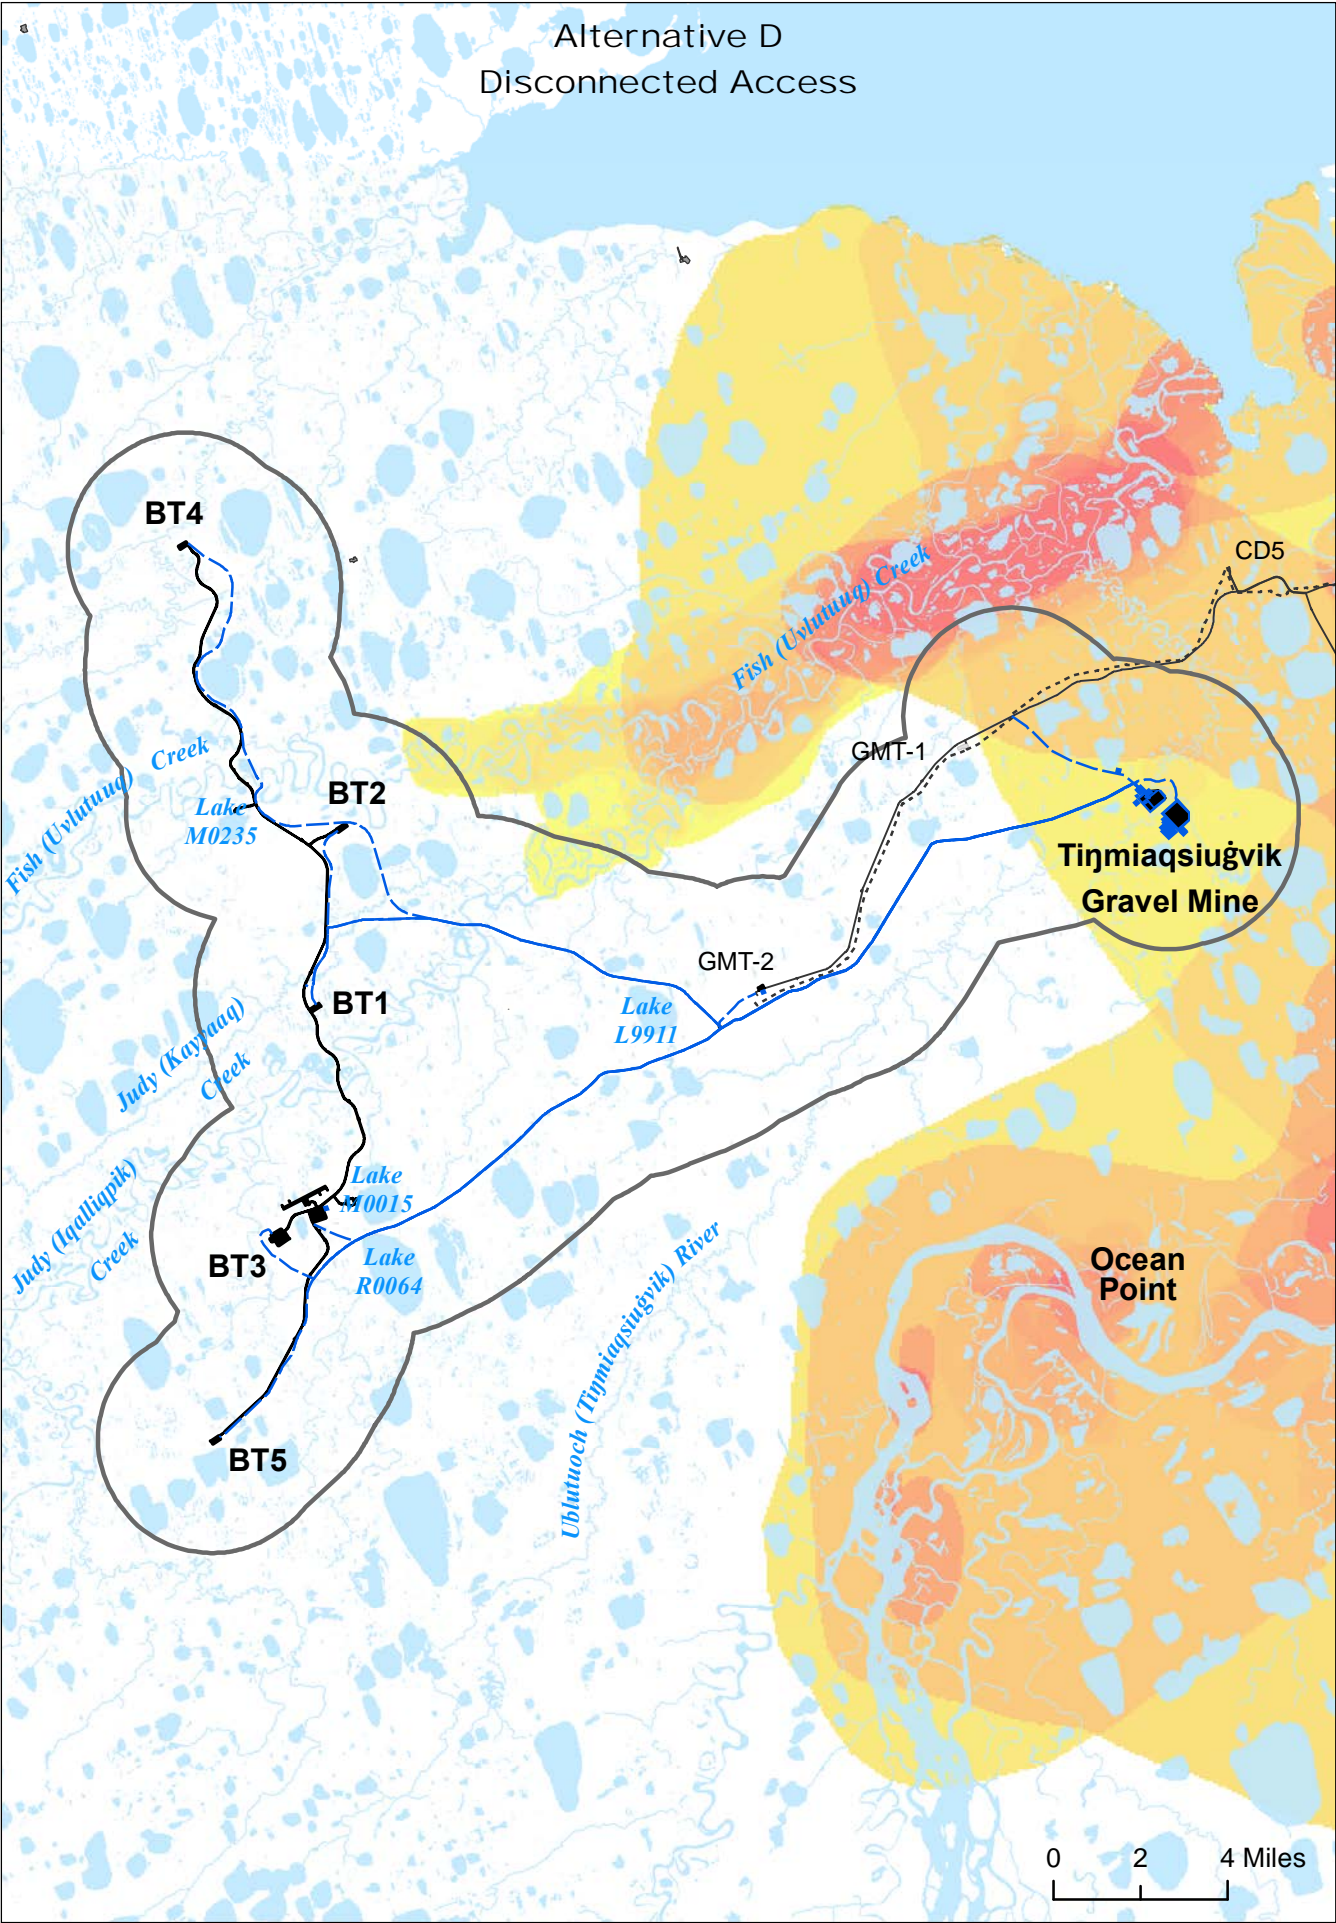 Alternative D
Disconnected Access
BT4
CD5
Fish (Uvlutuuq) Creek
GMT-1
Fish (Uvlutuuq) Creek
Lake
M0235
BT2
Tiŋmiaqsiuġvik
Gravel Mine
GMT-2
BT1
Lake
L9911
Judy (Kayyaaq)
Creek
Judy (Iqalliqpik)
Creek
Lake
M0015
BT3
Lake
R0064
Ublutuoch (Tiŋmiaqsiuġvik) River
Ocean
Point
BT5
0 2 4 Miles